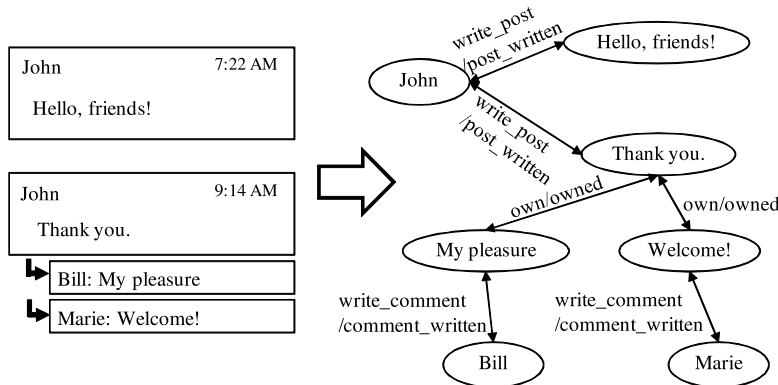 John 7:22 AM
Hello, friends!
John 9:14 AM
Thank you.
Bill: My pleasure
Marie: Welcome!
write_post
/post_written
Hello, friends!
John
write_post
/post_written
Thank you.
own/owned
own/owned
My pleasure
Welcome!
write_comment
/comment_written
write_comment
/comment_written
Bill
Marie